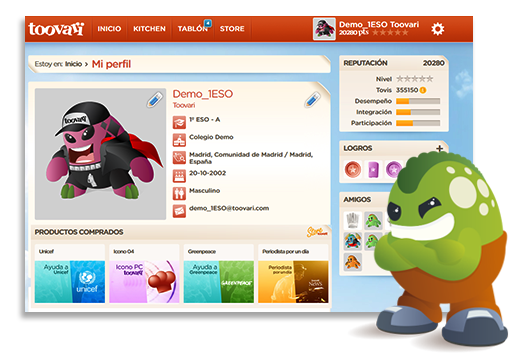 toovari
INICIO
KITCHEN
TABLÓN
4
STORE
Demo_1ESO Toovari
20280 pts
Estoy en: Inicio > Mi perfil
Demo_1ESO
Toovari
1º ESO - A
Colegio Demo
Madrid, Comunidad de Madrid / Madrid,
España
20-10-2002
Masculino
demo_1ESO@toovari.com
REPUTACIÓN 20280
Nivel
Tovis 355150
Desempeño
Integración
Participación
LOGROS +
AMIGOS
PRODUCTOS COMPRADOS
Unicef
Icono 04
Greenpeace
Periodista por un día
Ayuda a
Unicef
unicef
Icono PC
toovari
Ayuda a
Greenpeace
GREENPEACE
Periodista
por un día
News